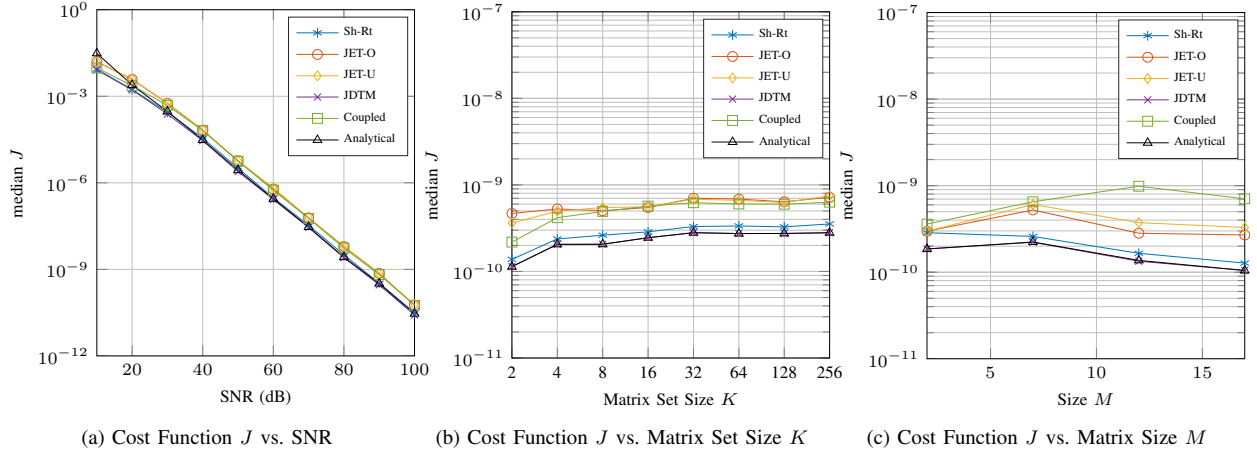 10^0
10^−3
10^−6
10^−9
10^−12
median J
20
40
60
80
100
SNR (dB)
Sh-Rt
JET-O
JET-U
JDTM
Coupled
Analytical
(a) Cost Function J vs. SNR
10^−7
10^−8
10^−9
10^−10
10^−11
median J
2
4
8
16
32
64
128
256
Matrix Set Size K
Sh-Rt
JET-O
JET-U
JDTM
Coupled
Analytical
(b) Cost Function J vs. Matrix Set Size K
10^−7
10^−8
10^−9
10^−10
10^−11
median J
5
10
15
Size M
Sh-Rt
JET-O
JET-U
JDTM
Coupled
Analytical
(c) Cost Function J vs. Matrix Size M